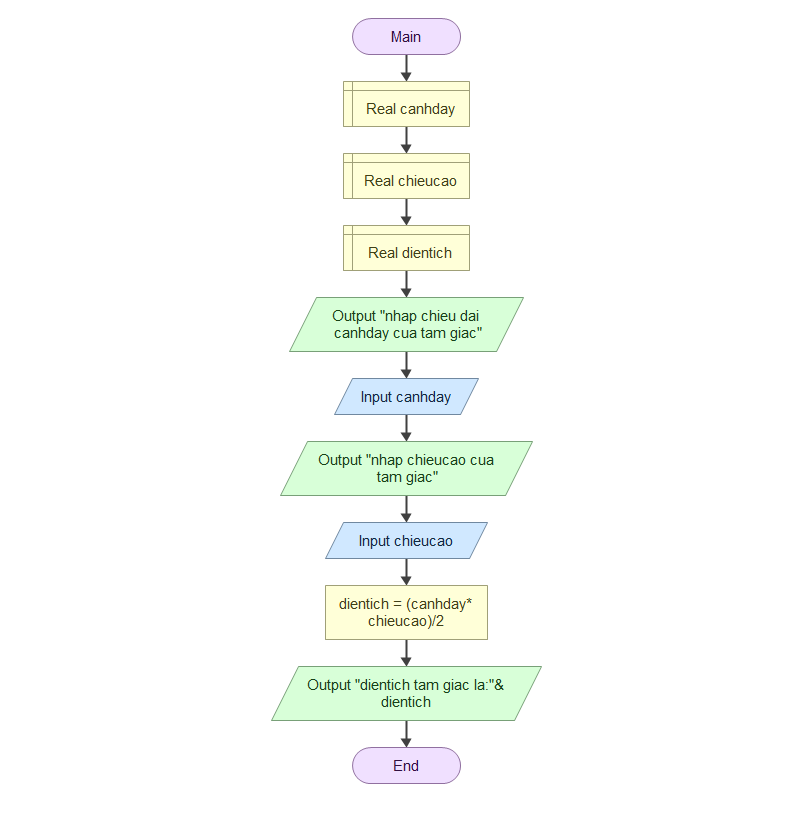 Main
Real canhday
Real chieucao
Real dientich
Output "nhap chieu dai
canhday cua tam giac"
Input canhday
Output "nhap chieucao cua
tam giac"
Input chieucao
dientich = (canhday*
chieucao)/2
Output "dientich tam giac la:"&
dientich
End